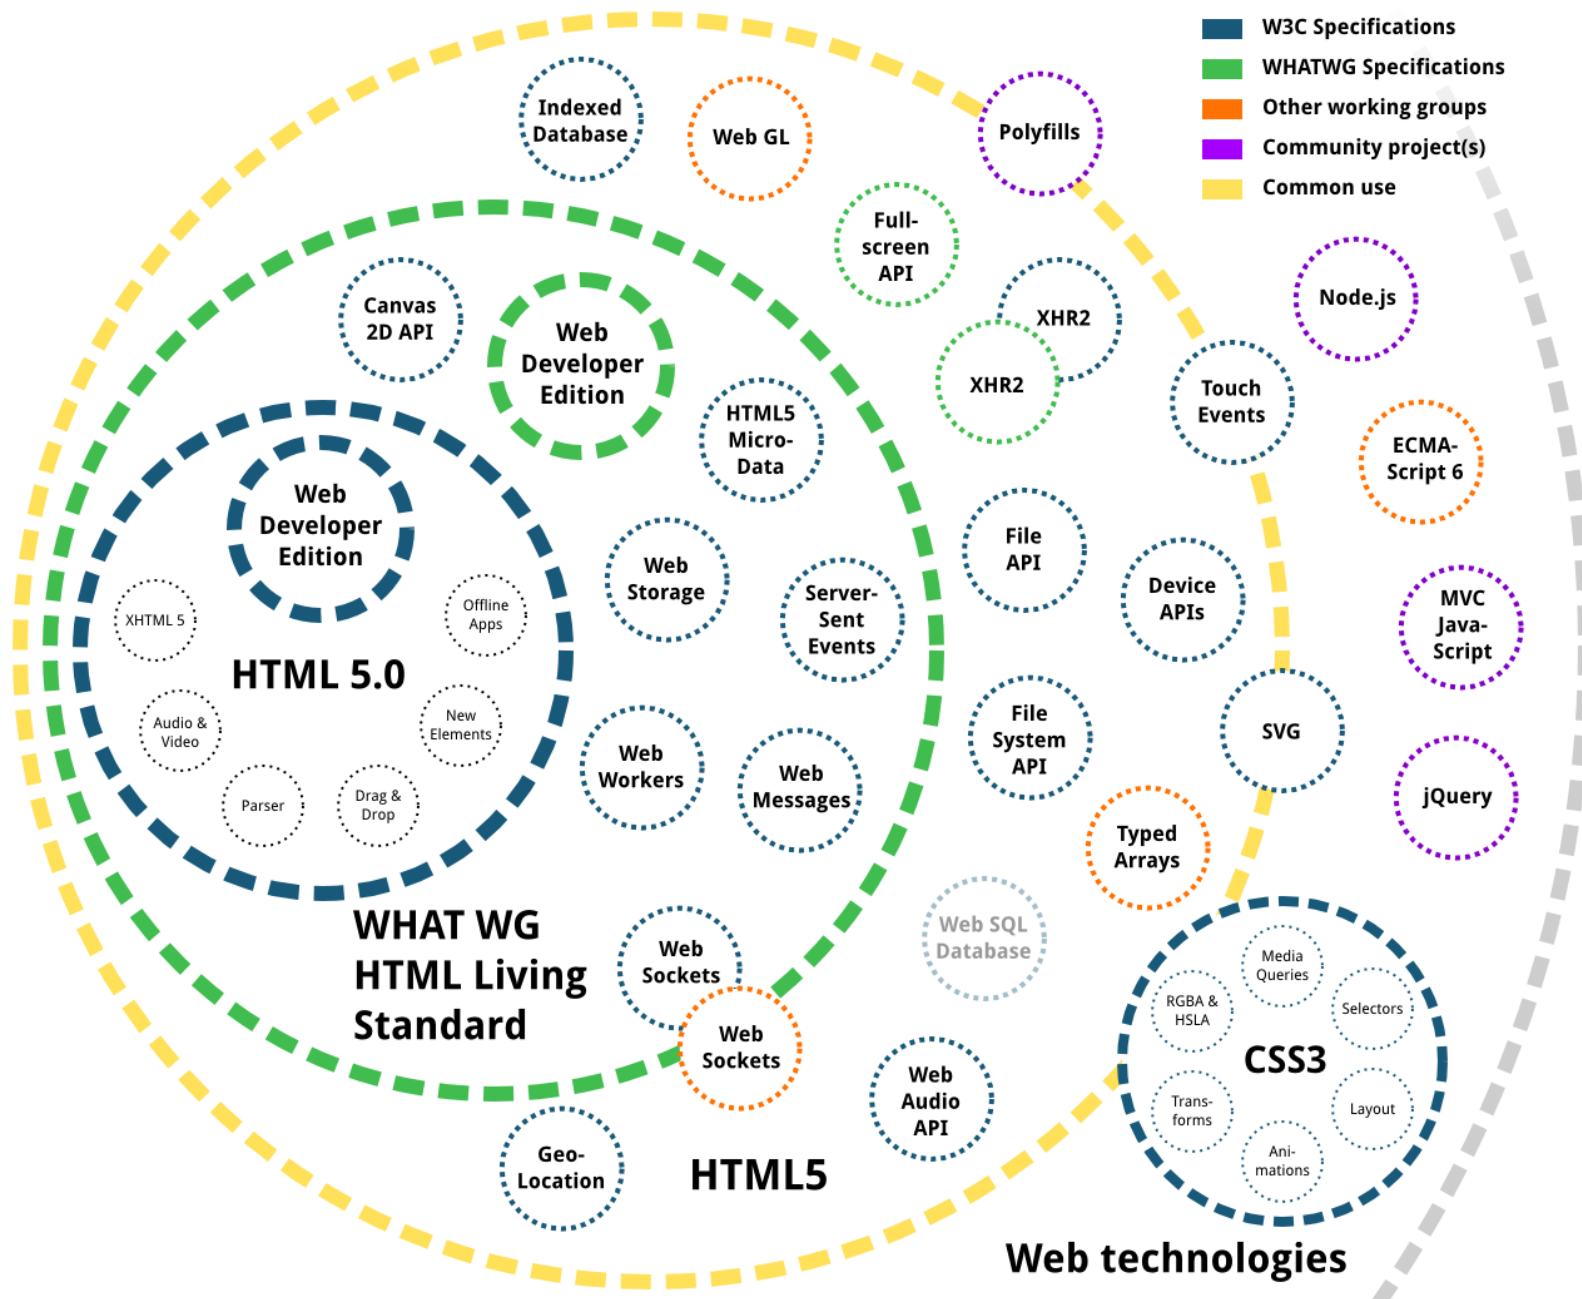 W3C Specifications
WHATWG Specifications
Other working groups
Community project(s)
Common use
Indexed
Database
Web GL
Polyfills
Full-
screen
API
XHR2
XHR2
Node.js
Touch
Events
ECMA-
Script 6
Canvas
2D API
Web
Developer
Edition
HTML5
Micro-
Data
Web
Developer
Edition
XHTML 5
Offline
Apps
HTML 5.0
Audio &
Video
New
Elements
Parser
Drag &
Drop
Web
Storage
Server-
Sent
Events
File
API
Device
APIs
MVC
Java-
Script
Web
Workers
Web
Messages
File
System
API
SVG
jQuery
Typed
Arrays
WHAT WG
HTML Living
Standard
Web
Sockets
Web
Sockets
Web SQL
Database
Media
Queries
RGBA &
HSLA
Selectors
CSS3
Trans-
forms
Layout
Ani-
mations
Web
Audio
API
Geo-
Location
HTML5
Web technologies